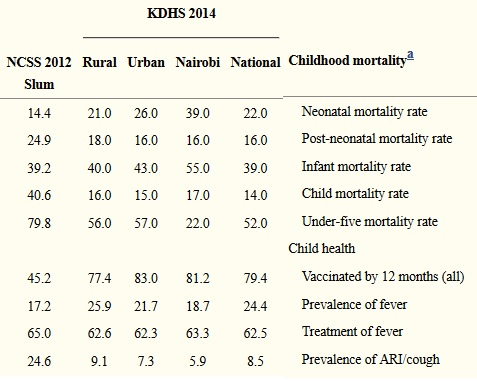 KDHS 2014
NCSS 2012 Rural Urban Nairobi National Childhood mortalitya
Slum
14.4 21.0 26.0 39.0 22.0 Neonatal mortality rate
24.9 18.0 16.0 16.0 16.0 Post-neonatal mortality rate
39.2 40.0 43.0 55.0 39.0 Infant mortality rate
40.6 16.0 15.0 17.0 14.0 Child mortality rate
79.8 56.0 57.0 22.0 52.0 Under-five mortality rate
Child health
45.2 77.4 83.0 81.2 79.4 Vaccinated by 12 months (all)
17.2 25.9 21.7 18.7 24.4 Prevalence of fever
65.0 62.6 62.3 63.3 62.5 Treatment of fever
24.6 9.1 7.3 5.9 8.5 Prevalence of ARI/cough